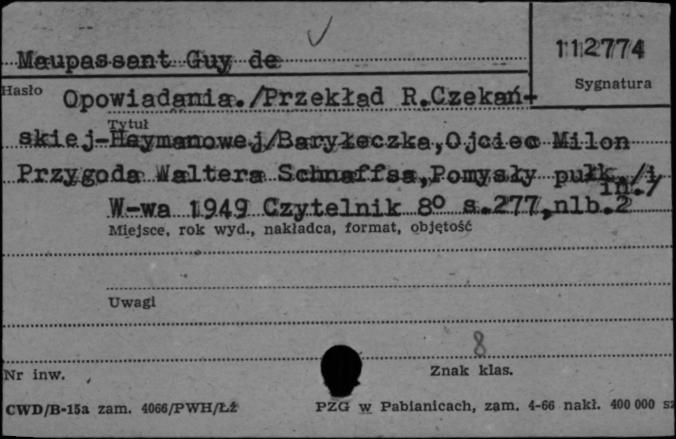 Maupassant Guy de
112774
Hasło
Sygnatura
Opowiadania./Przekład R.Czekań-
Tytuł
skiej-Heymanowej/Baryłeczka,Ojciec Milon
Przygoda Waltera Schnaffsa,Pomysły pułk./i
in./
W-wa 1949 Czytelnik 8° s.277,nlb.2
Miejsce, rok wyd., nakładca, format, objętość
Uwagi
8
Nr inw.
Znak klas.
CWD/B-15a zam. 4066/PWH/ŁŻ
PZG w Pabianicach, zam. 4-66 nakł. 400 000 sz